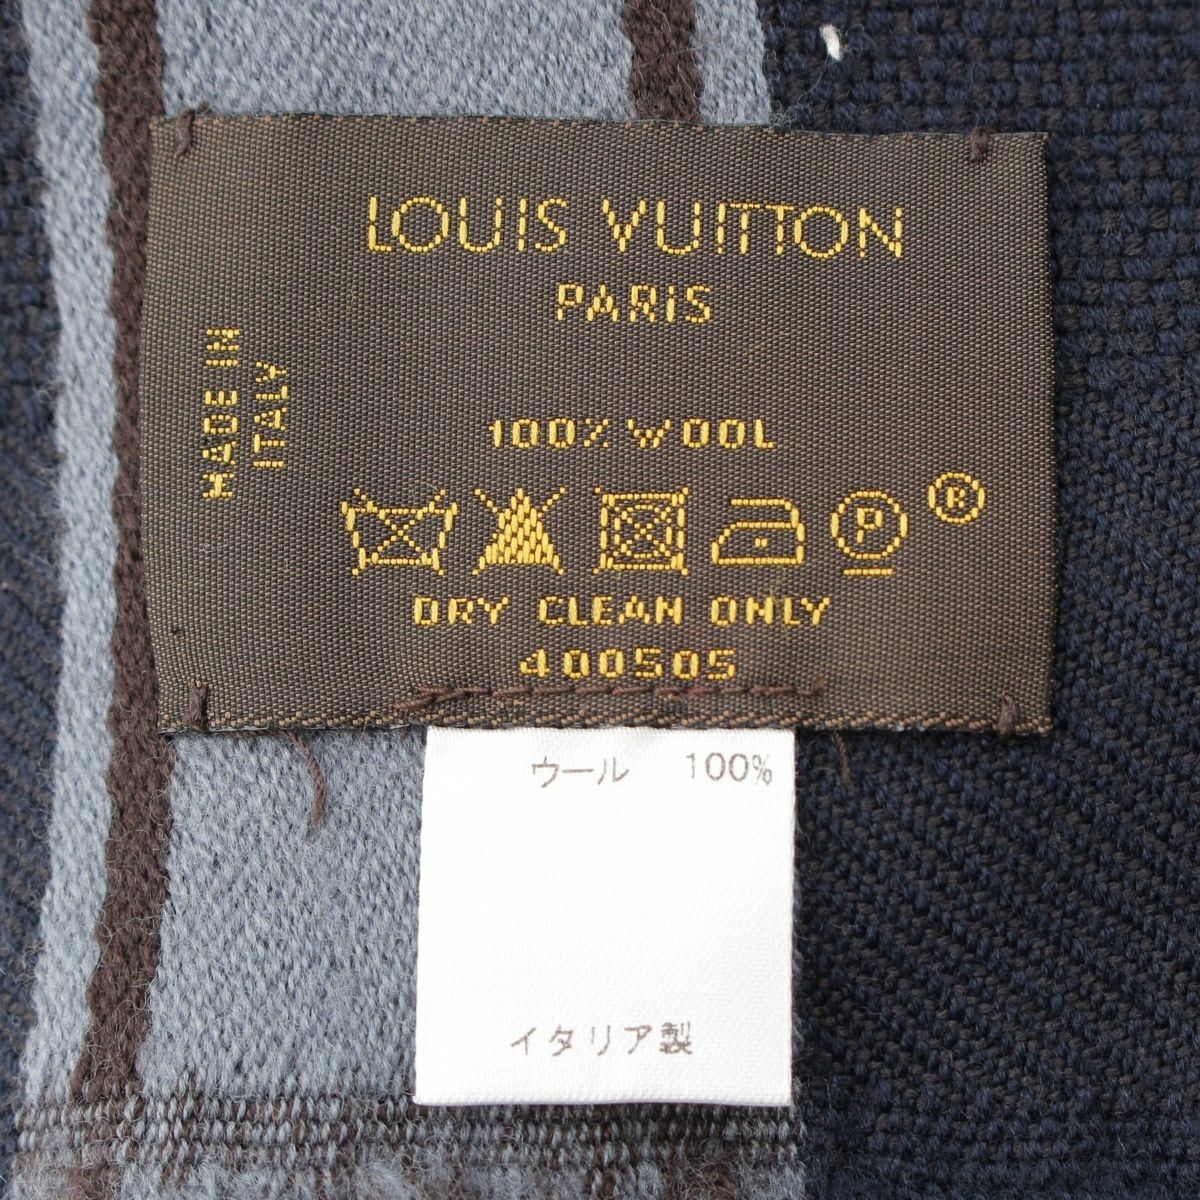 LOUIS VUITTON
PARIS
MADE IN
ITALY
100% WOOL
P
®
DRY CLEAN ONLY
400505
ウール 100%
イタリア製